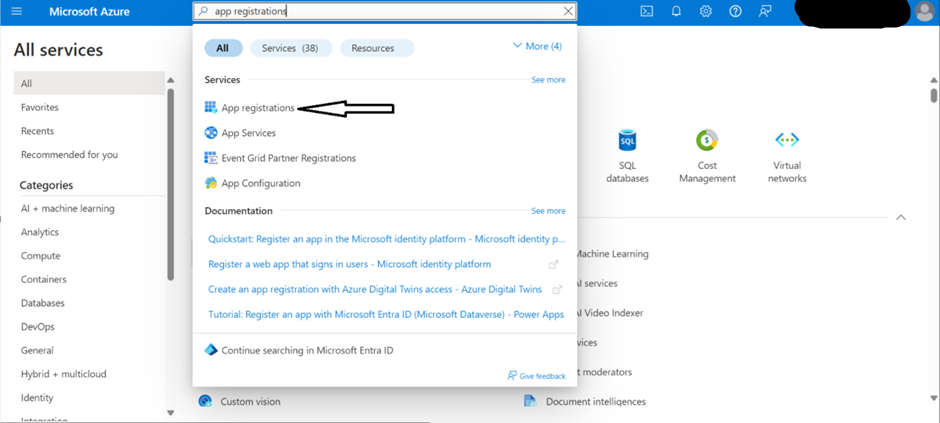 Microsoft Azure
app registrations
All services
All
Favorites
Recents
Recommended for you
Categories
AI + machine learning
Analytics
Compute
Containers
Databases
DevOps
General
Hybrid + multicloud
Identity
Integration
All
Services (38)
Resources
More (4)
Services
See more
App registrations
App Services
Event Grid Partner Registrations
App Configuration
Documentation
See more
Quickstart: Register an app in the Microsoft identity platform - Microsoft identity p...
Register a web app that signs in users - Microsoft identity platform
Create an app registration with Azure Digital Twins access - Azure Digital Twins
Tutorial: Register an app with Microsoft Entra ID (Microsoft Dataverse) - Power Apps
Continue searching in Microsoft Entra ID
Give feedback
SQL
SQL databases
Cost Management
Virtual networks
Machine Learning
AI services
AI Video Indexer
vices
t moderators
Custom vision
Document intelligences